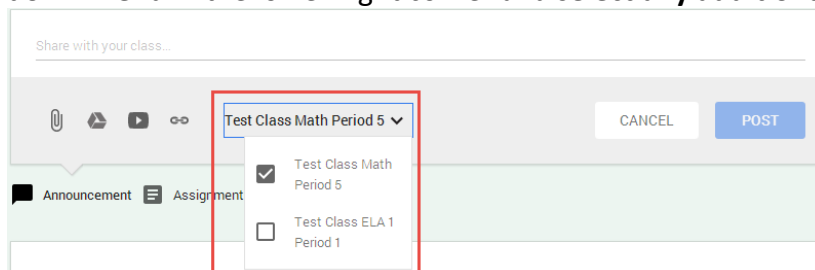 Share with your class...
Test Class Math Period 5
CANCEL
POST
Test Class Math
Period 5
Announcement
Assignment
Test Class ELA 1
Period 1